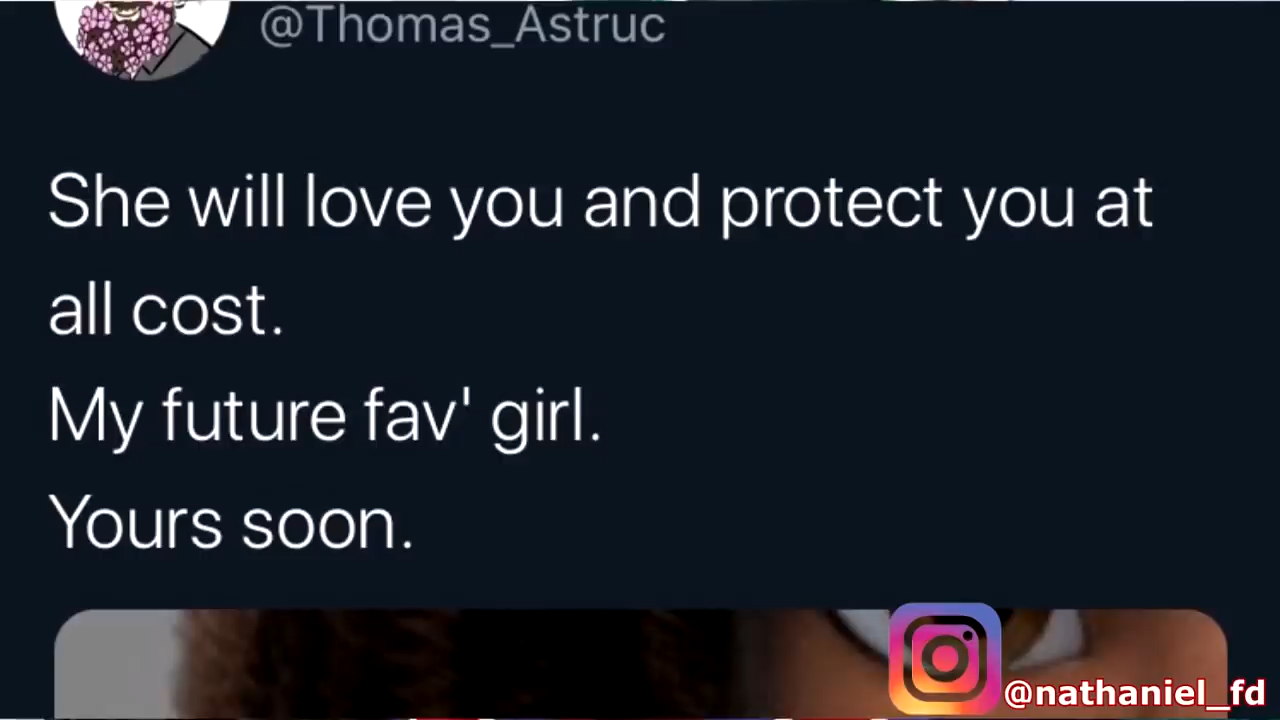 @Thomas_Astruc
She will love you and protect you at
all cost.
My future fav' girl.
Yours soon.
@nathaniel_fd